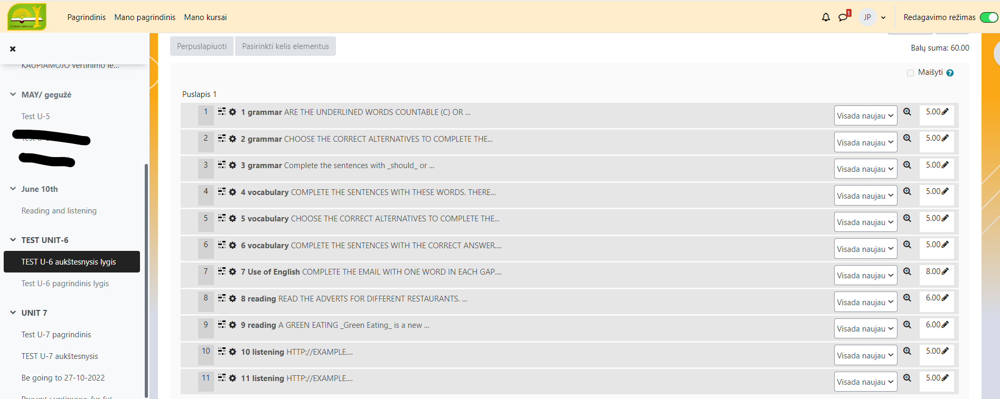 Pagrindinis Mano pagrindinis Mano kursai
1
JP
Redagavimo režimas
KAUPIAMOJO vertinimo le...
MAY/ gegužė
Test U-5
June 10th
Reading and listening
TEST UNIT-6
TEST U-6 aukštesnysis lygis
Test U-6 pagrindinis lygis
UNIT 7
Test U-7 pagrindinis
TEST U-7 aukštesnysis
Be going to 27-10-2022
Present continuous for fut...
Perpuslapiuoti Pasirinkti kelis elementus
Balų suma: 60.00
Maišyti
Puslapis 1
1 1 grammar ARE THE UNDERLINED WORDS COUNTABLE (C) OR ... Visada naujau 5.00
2 2 grammar CHOOSE THE CORRECT ALTERNATIVES TO COMPLETE THE... Visada naujau 5.00
3 3 grammar Complete the sentences with _should_ or ... Visada naujau 5.00
4 4 vocabulary COMPLETE THE SENTENCES WITH THESE WORDS. THERE... Visada naujau 5.00
5 5 vocabulary CHOOSE THE CORRECT ALTERNATIVES TO COMPLETE THE... Visada naujau 5.00
6 6 vocabulary COMPLETE THE SENTENCES WITH THE CORRECT ANSWER.... Visada naujau 5.00
7 7 Use of English COMPLETE THE EMAIL WITH ONE WORD IN EACH GAP.... Visada naujau 8.00
8 8 reading READ THE ADVERTS FOR DIFFERENT RESTAURANTS. ... Visada naujau 6.00
9 9 reading A GREEN EATING _Green Eating_ is a new ... Visada naujau 6.00
10 10 listening HTTP://EXAMPLE.... Visada naujau 5.00
11 11 listening HTTP://EXAMPLE.... Visada naujau 5.00